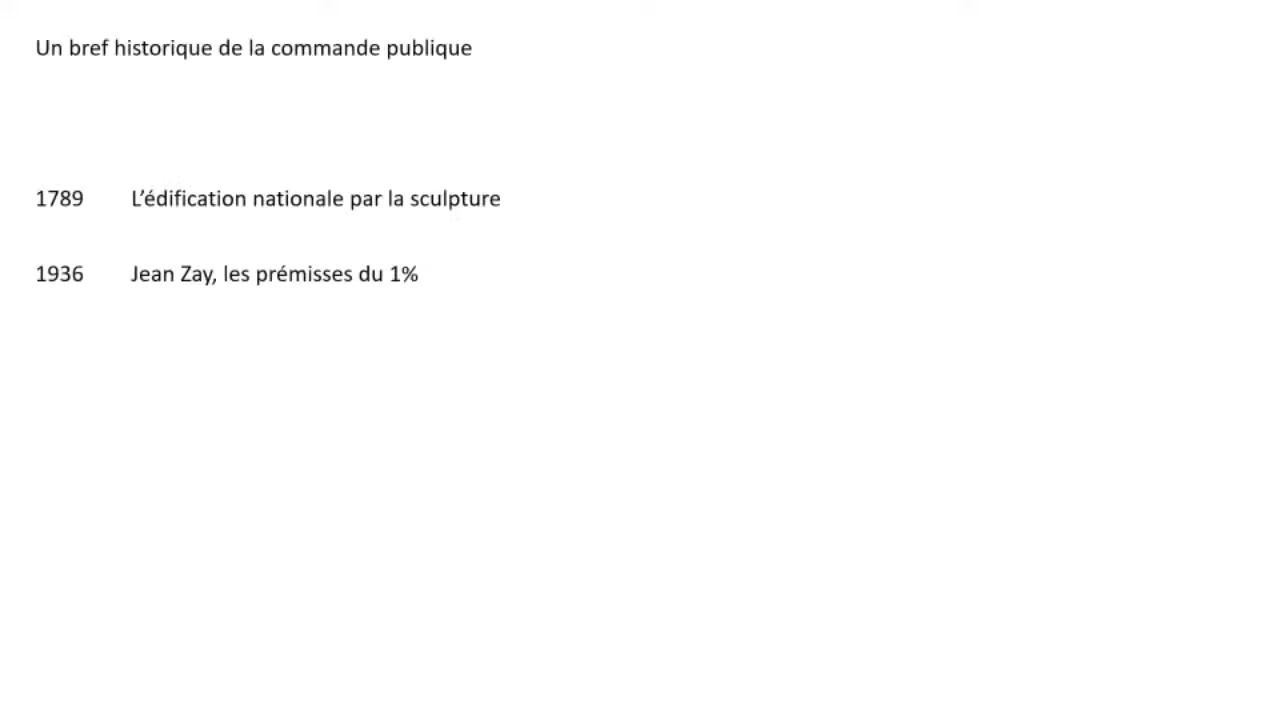 Un bref historique de la commande publique
1789 L’édification nationale par la sculpture
1936 Jean Zay, les prémisses du 1%